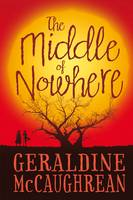 The
Middle
of
Nowhere
GERALDINE
McCAUGHREAN